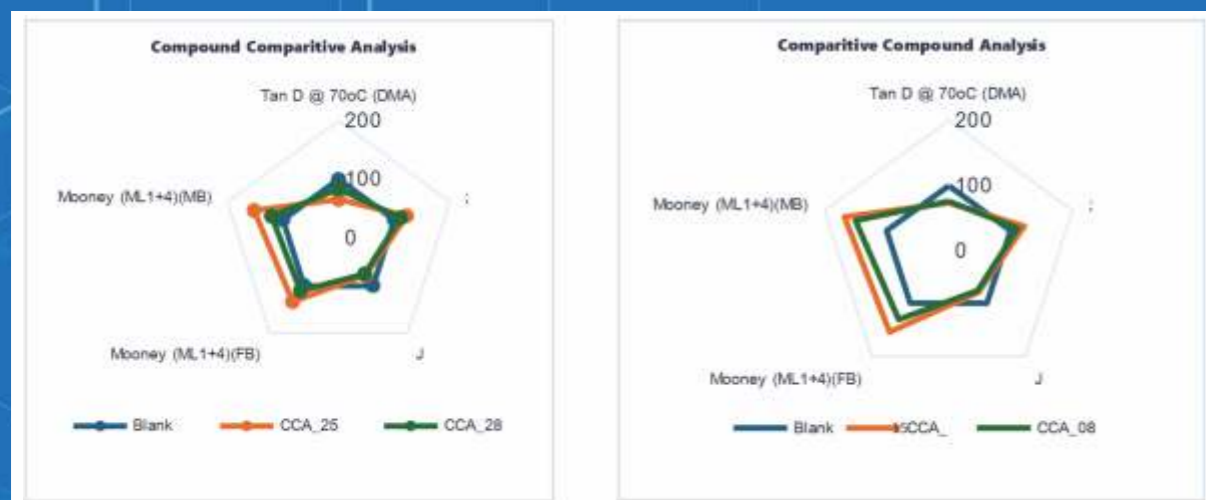 Compound Comparitive Analysis
Tan D @ 70oC (DMA)
200
Mooney (ML1+4)(MB)
100
;
0
Mooney (ML1+4)(FB)
J
Blank
CCA_25
CCA_28
Comparitive Compound Analysis
Tan D @ 70oC (DMA)
200
Mooney (ML1+4)(MB)
100
;
0
Mooney (ML1+4)(FB)
J
Blank
CCA_
CCA_08